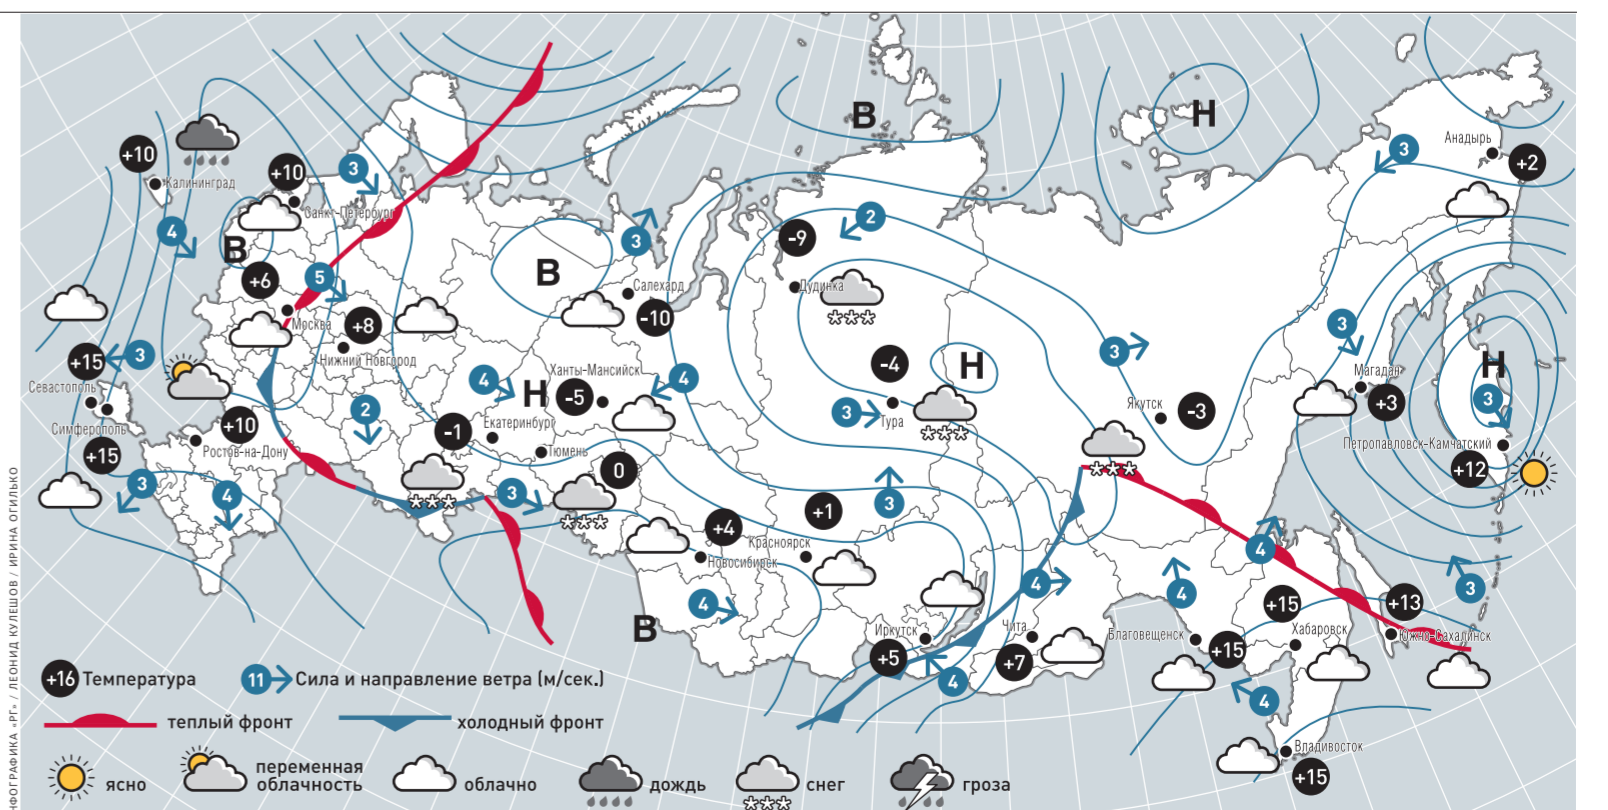 В
Н
Анадырь
+2
3
+10
Калининград
+10
3
Санкт-Петербург
4
В
+6
5
Москва
+8
Нижний Новгород
В
3
Салехард
-10
-9
2
Дудинка
-4
Н
3
Тура
3
Якутск
-3
3
Магадан
+3
Н
3
Петропавловск-Камчатский
+12
+15
3
Севастополь
Симферополь
+15
+10
Ростов-на-Дону
3
4
2
4
Н
Ханты-Мансийск
-5
4
-1
Екатеринбург
Тюмень
0
3
+4
Новосибирск
+1
Красноярск
3
4
В
Иркутск
+5
4
Чита
+7
4
4
Благовещенск
+15
4
+15
Хабаровск
+13
Южно-Сахалинск
3
4
Владивосток
+15
+16 Температура
11 Сила и направление ветра (м/сек.)
теплый фронт
холодный фронт
ясно
переменная
облачность
облачно
дождь
снег
гроза
НФОГРАФИКА «РГ» / ЛЕОНИД КУЛЕШОВ / ИРИНА ОГИЛЬКО